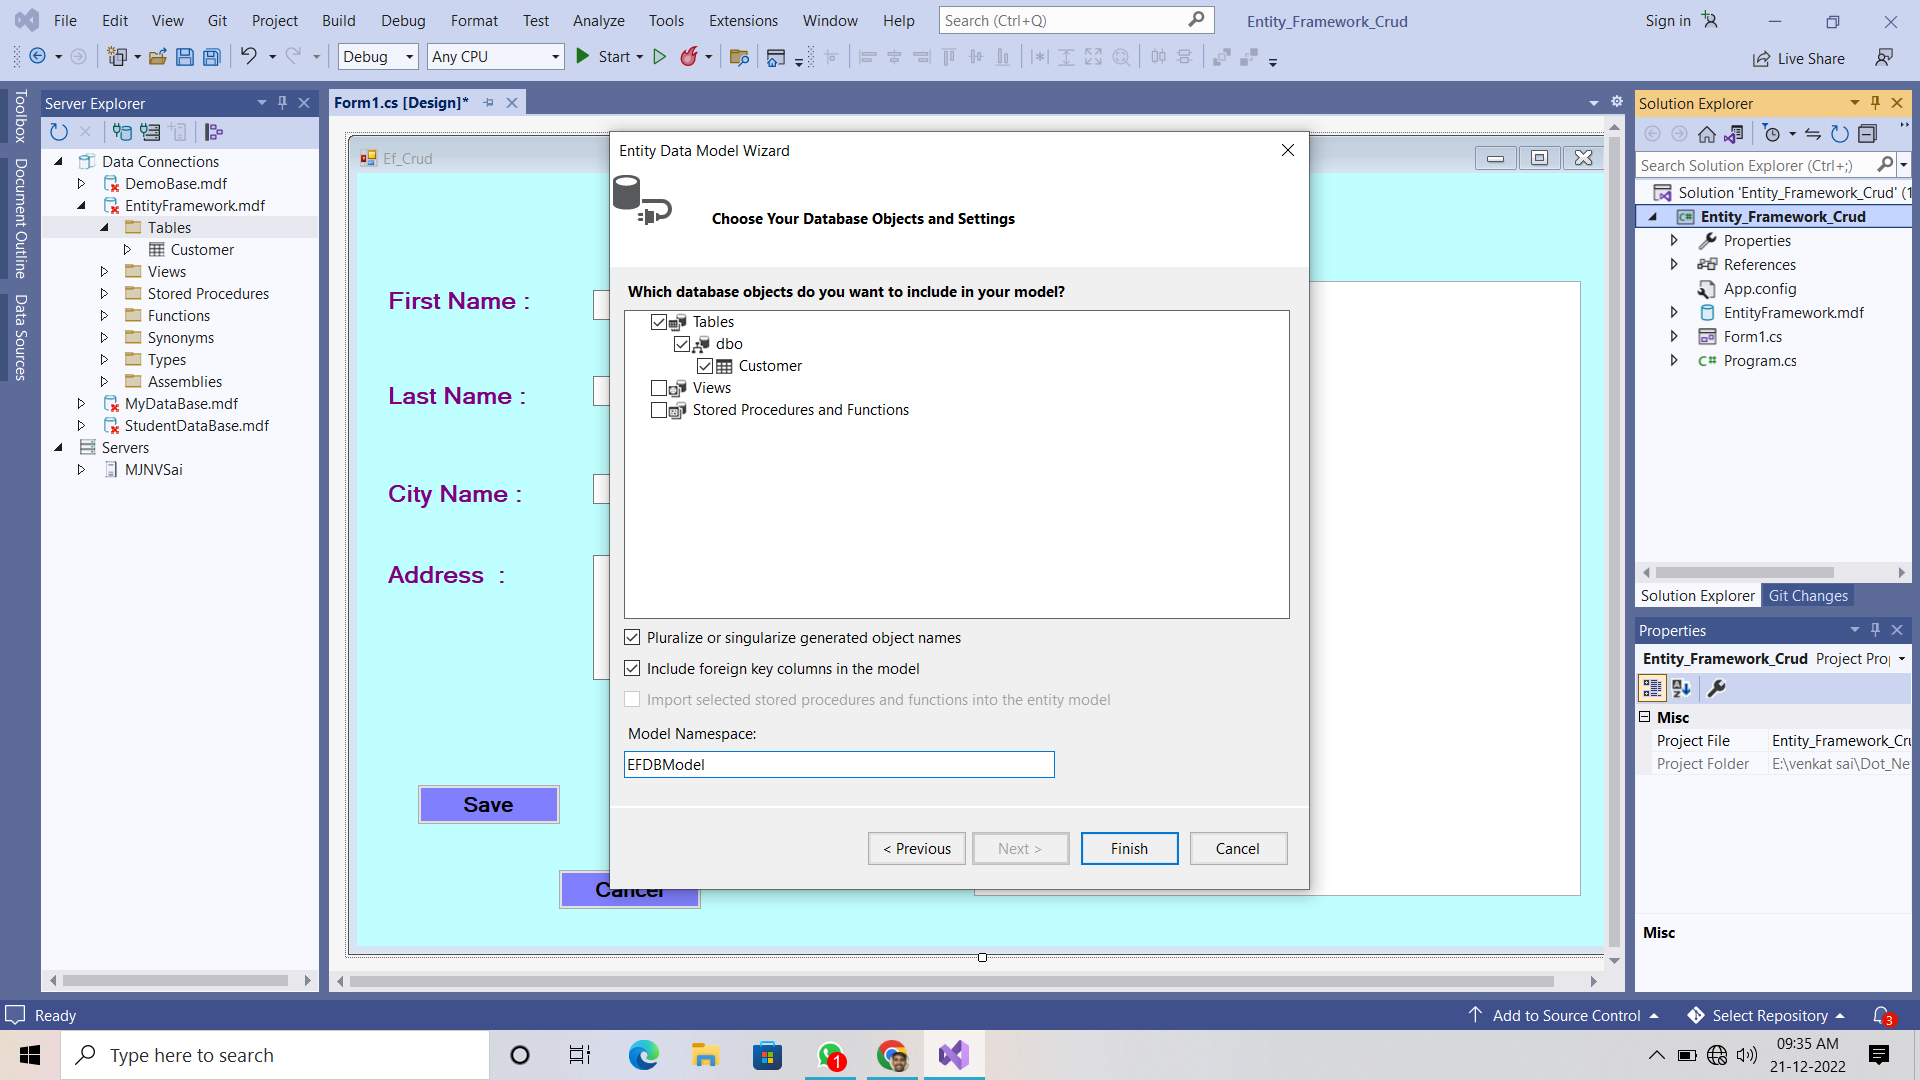 File Edit View Git Project Build Debug Format Test Analyze Tools Extensions Window Help Search (Ctrl+Q) Entity_Framework_Crud Sign in
Debug Any CPU Start Live Share
Toolbox
Document Outline
Data Sources
Server Explorer
Data Connections
DemoBase.mdf
EntityFramework.mdf
Tables
Customer
Views
Stored Procedures
Functions
Synonyms
Types
Assemblies
MyDataBase.mdf
StudentDataBase.mdf
Servers
MJNVSai
Form1.cs [Design]*
Ef_Crud
First Name :
Last Name :
City Name :
Address :
Save
Cancel
Entity Data Model Wizard
Choose Your Database Objects and Settings
Which database objects do you want to include in your model?
Tables
dbo
Customer
Views
Stored Procedures and Functions
Pluralize or singularize generated object names
Include foreign key columns in the model
Import selected stored procedures and functions into the entity model
Model Namespace:
EFDBModel
< Previous Next > Finish Cancel
Solution Explorer
Search Solution Explorer (Ctrl+;)
Solution 'Entity_Framework_Crud' (1
Entity_Framework_Crud
Properties
References
App.config
EntityFramework.mdf
Form1.cs
C# Program.cs
Solution Explorer Git Changes
Properties
Entity_Framework_Crud Project Pro
Misc
Project File Entity_Framework_Cru
Project Folder E:\venkat sai\Dot_Ne
Misc
Ready Add to Source Control Select Repository 3
Type here to search 1 09:35 AM
21-12-2022